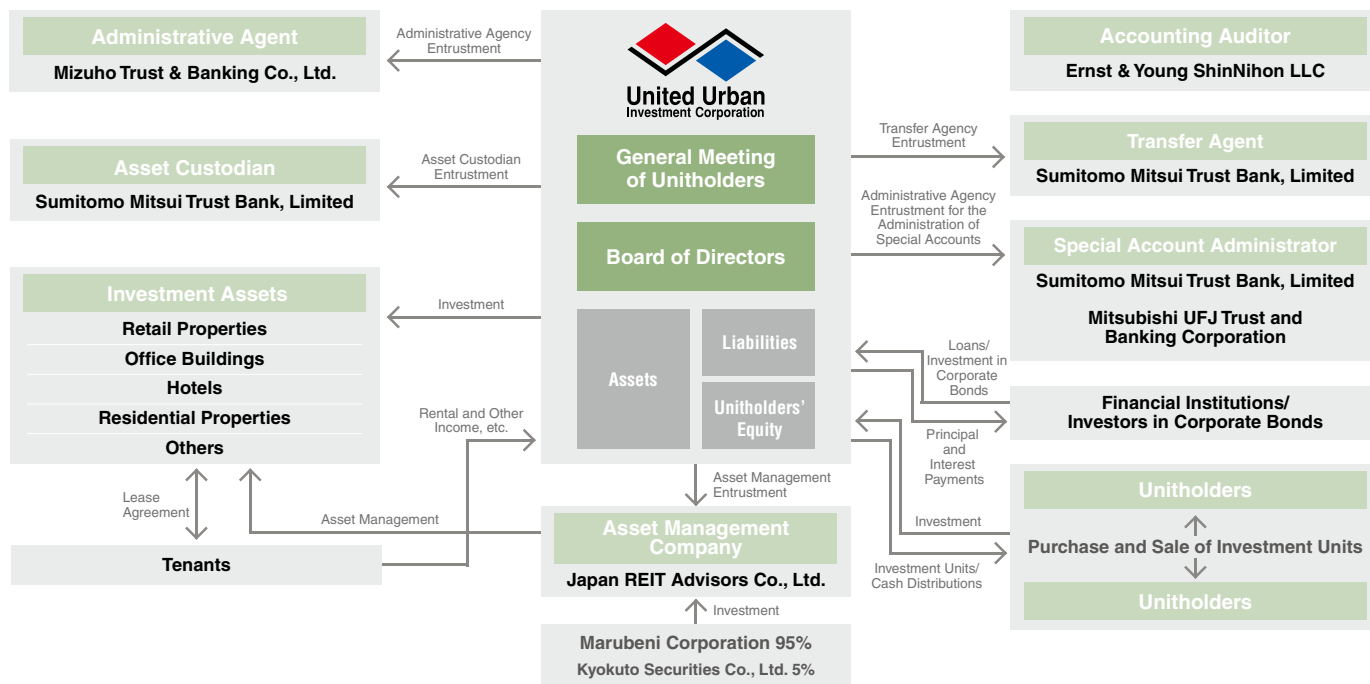 Administrative Agent
Mizuho Trust & Banking Co., Ltd.
Administrative Agency
Entrustment
Asset Custodian
Sumitomo Mitsui Trust Bank, Limited
Asset Custodian
Entrustment
Investment Assets
Retail Properties
Office Buildings
Hotels
Residential Properties
Others
Investment
Rental and Other
Income, etc.
Lease
Agreement
Asset Management
Tenants
United Urban
Investment Corporation
General Meeting
of Unitholders
Board of Directors
Assets
Liabilities
Unitholders'
Equity
Asset Management
Entrustment
Asset Management
Company
Japan REIT Advisors Co., Ltd.
Investment
Marubeni Corporation 95%
Kyokuto Securities Co., Ltd. 5%
Accounting Auditor
Ernst & Young ShinNihon LLC
Transfer Agency
Entrustment
Transfer Agent
Sumitomo Mitsui Trust Bank, Limited
Administrative Agency
Entrustment for the
Administration of
Special Accounts
Special Account Administrator
Sumitomo Mitsui Trust Bank, Limited
Mitsubishi UFJ Trust and
Banking Corporation
Loans/
Investment in
Corporate
Bonds
Financial Institutions/
Investors in Corporate Bonds
Principal
and
Interest
Payments
Investment
Investment Units/
Cash Distributions
Unitholders
Purchase and Sale of Investment Units
Unitholders